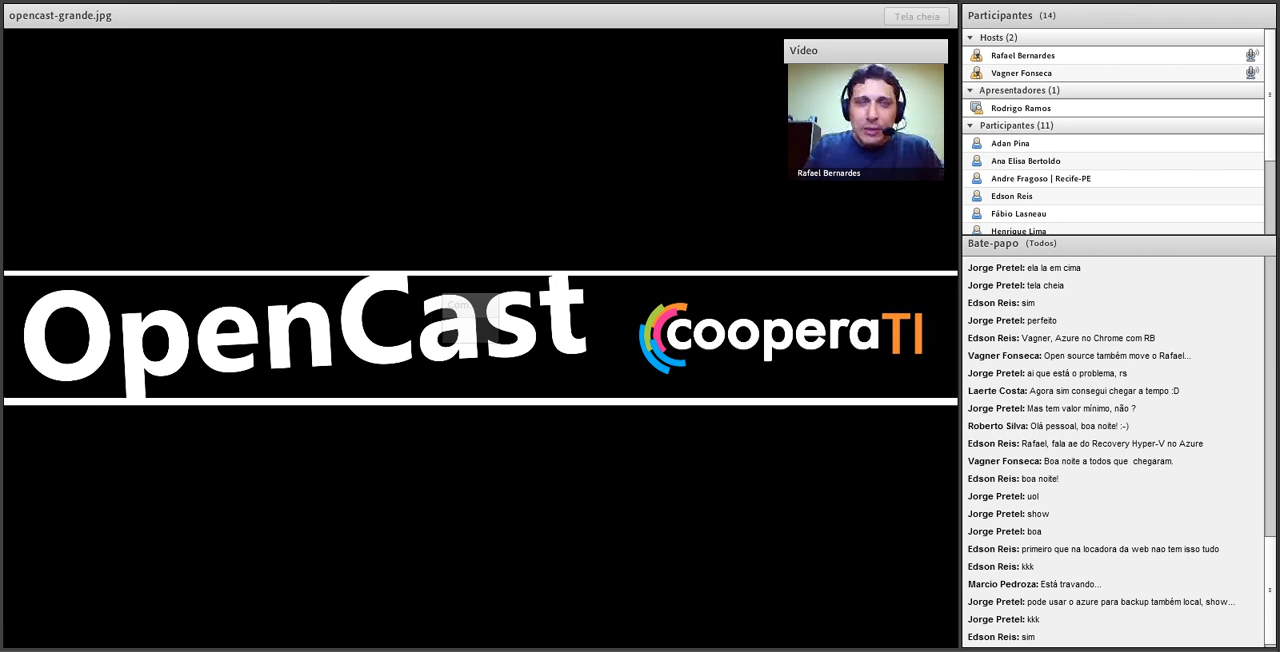 opencast-grande.jpg
Tela cheia
Vídeo
Rafael Bernardes
OpenCast
cooperaTI
Com
Participantes (14)
Hosts (2)
Rafael Bernardes
Vagner Fonseca
Apresentadores (1)
Rodrigo Ramos
Participantes (11)
Adan Pina
Ana Elisa Bertoldo
Andre Fragoso | Recife-PE
Edson Reis
Fábio Lasneau
Henrique Lima
Bate-papo (Todos)
Jorge Pretel: ela la em cima
Jorge Pretel: tela cheia
Edson Reis: sim
Jorge Pretel: perfeito
Edson Reis: Vagner, Azure no Chrome com RB
Vagner Fonseca: Open source também move o Rafael...
Jorge Pretel: ai que está o problema, rs
Laerte Costa: Agora sim consegui chegar a tempo :D
Jorge Pretel: Mas tem valor mínimo, não ?
Roberto Silva: Olá pessoal, boa noite! :-)
Edson Reis: Rafael, fala ae do Recovery Hyper-V no Azure
Vagner Fonseca: Boa noite a todos que  chegaram.
Edson Reis: boa noite!
Jorge Pretel: uol
Jorge Pretel: show
Jorge Pretel: boa
Edson Reis: primeiro que na locadora da web nao tem isso tudo
Edson Reis: kkk
Marcio Pedroza: Está travando...
Jorge Pretel: pode usar o azure para backup também local, show...
Jorge Pretel: kkk
Edson Reis: sim